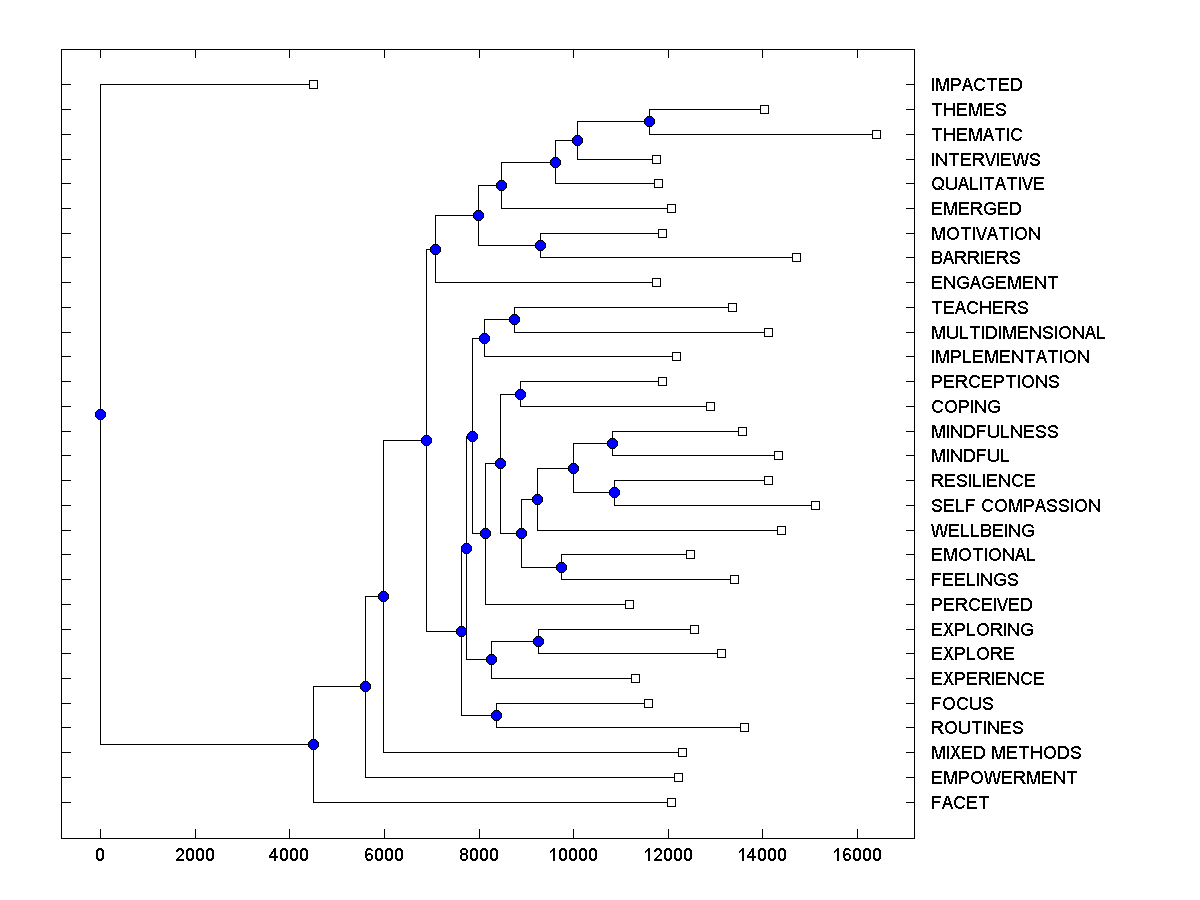 IMPACTED
THEMES
THEMATIC
INTERVIEWS
QUALITATIVE
EMERGED
MOTIVATION
BARRIERS
ENGAGEMENT
TEACHERS
MULTIDIMENSIONAL
IMPLEMENTATION
PERCEPTIONS
COPING
MINDFULNESS
MINDFUL
RESILIENCE
SELF COMPASSION
WELLBEING
EMOTIONAL
FEELINGS
PERCEIVED
EXPLORING
EXPLORE
EXPERIENCE
FOCUS
ROUTINES
MIXED METHODS
EMPOWERMENT
FACET
0 2000 4000 6000 8000 10000 12000 14000 16000